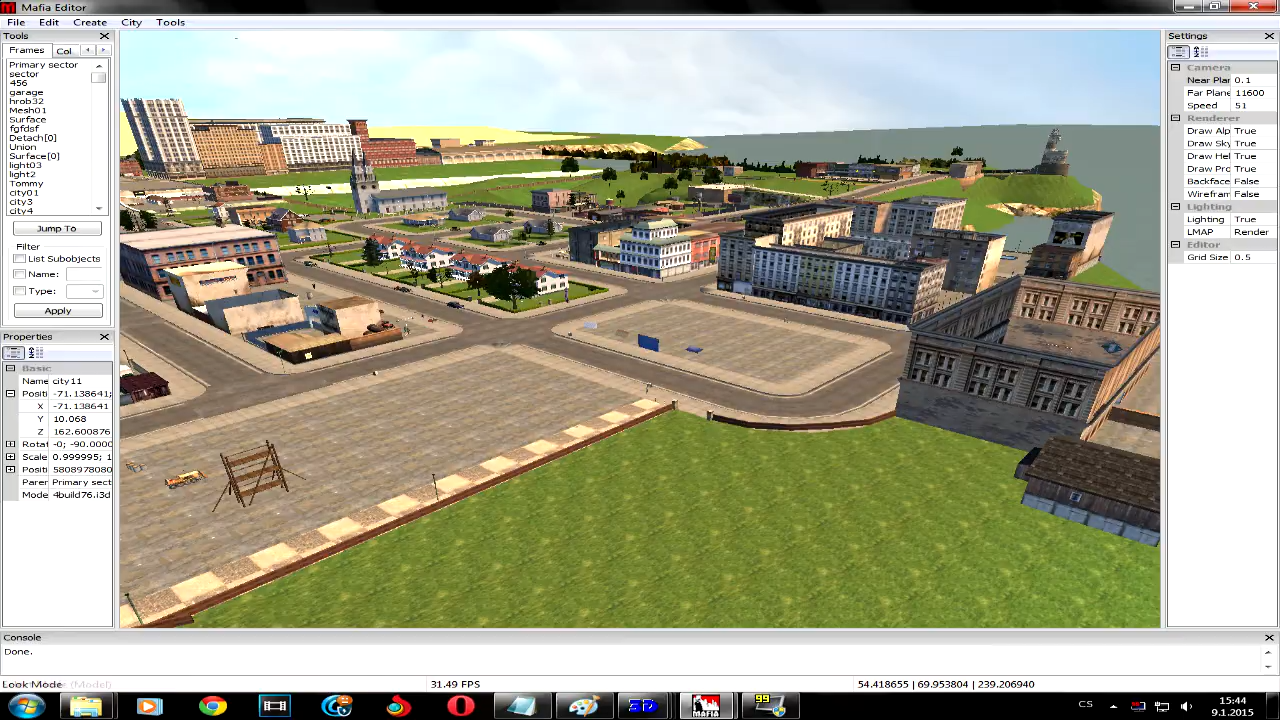 Mafia Editor
File Edit Create City Tools
Tools
Frames Col
Primary sector
sector
456
garage
hrob32
Mesh01
Surface
fgfdsf
Detach[0]
Union
Surface[0]
light03
light2
Tommy
city01
city3
city4
Jump To
Filter
List Subobjects
Name:
Type:
Apply
Properties
Basic
Name city11
Positi -71.138641;
X -71.138641
Y 10.068
Z 162.600876
Rotat -0; -90.0000
Scale 0.999995; 1
Positi 5808978080
Parer Primary sect
Mode 4build76.i3d
Settings
Camera
Near Plar 0.1
Far Plane 11600
Speed 51
Renderer
Draw Alp True
Draw Sky True
Draw Hel True
Draw Pro True
Backface False
Wirefram False
Lighting
Lighting True
LMAP Render
Editor
Grid Size 0.5
Console
Done.
Look Mode (Model)
31.49 FPS
54.418655 | 69.953804 | 239.206940
3D
MAFIA
99
CS
15:44
9.1.2015